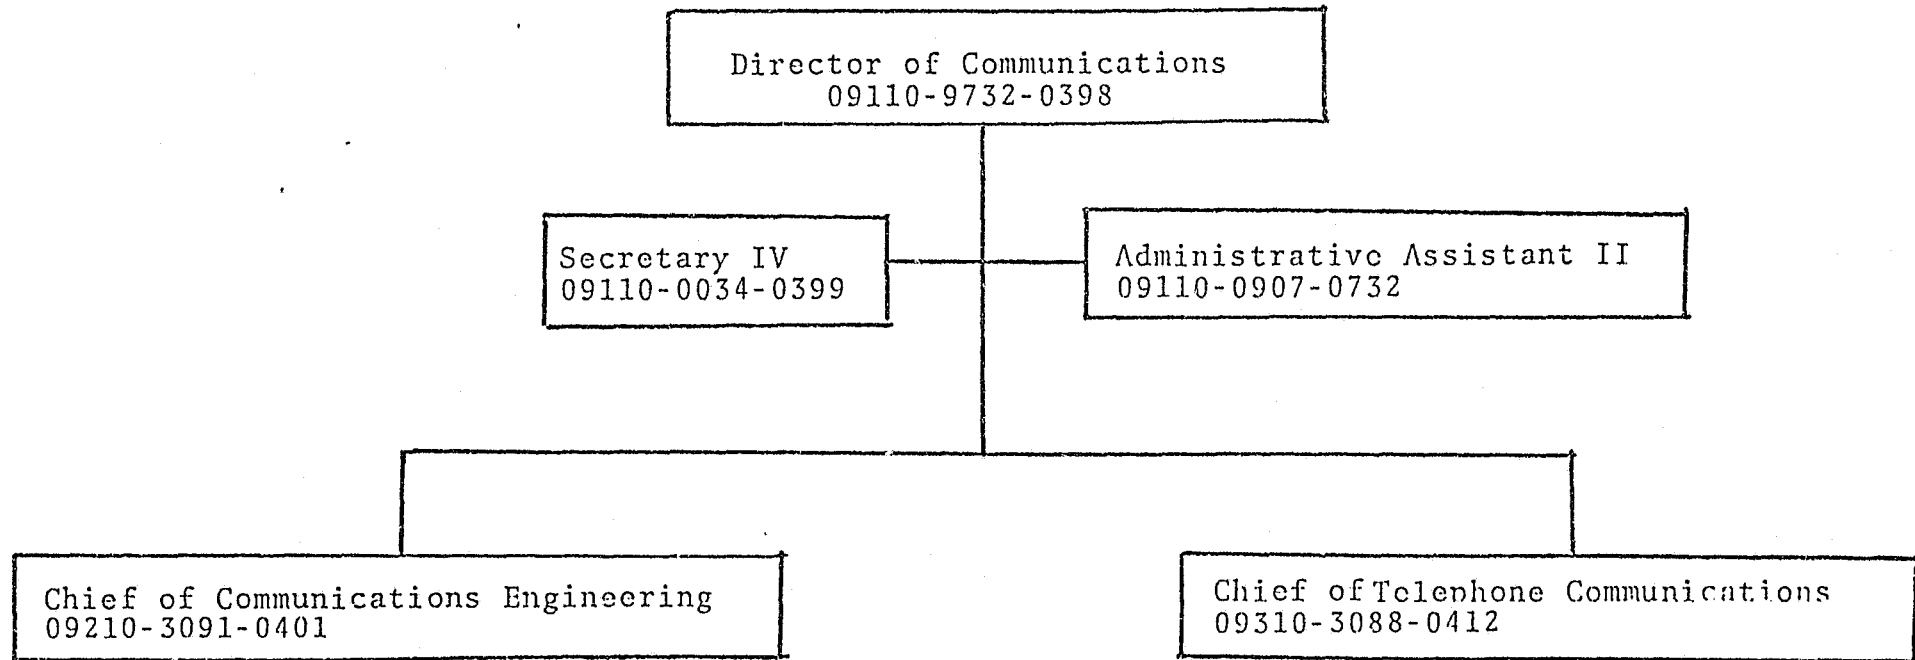 Director of Communications
09110-9732-0398
Secretary IV
09110-0034-0399
Administrative Assistant II
09110-0907-0732
Chief of Communications Engineering
09210-3091-0401
Chief of Telephone Communications
09310-3088-0412